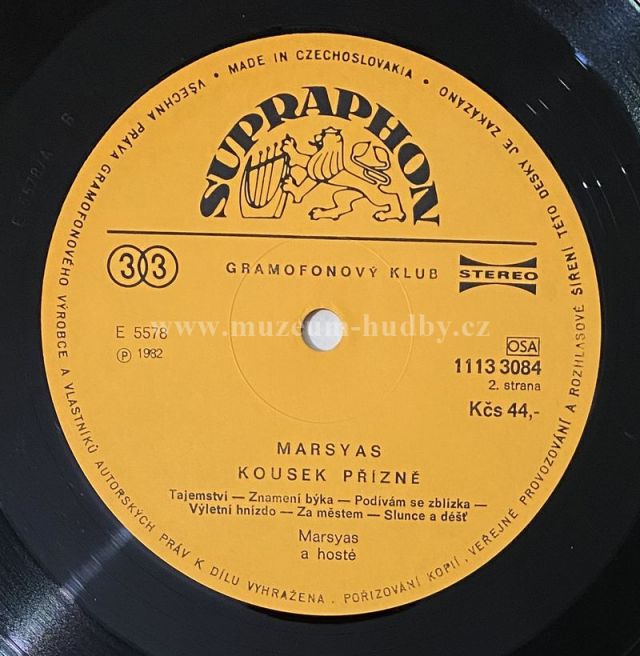 VŠECHNA PRÁVA GRAMOFONOVÉHO VÝROBCE A VLASTNÍKŮ AUTORSKÝCH PRÁV K DÍLU VYHRAŽENA. POŘIZOVÁNÍ KOPIÍ, VEŘEJNÉ PROVOZOVÁNÍ A ROZHLASOVÉ ŠÍŘENÍ TÉTO DESKY JE ZAKÁZÁNO • MADE IN CZECHOSLOVAKIA •
SUPRAPHON
33 GRAMOFONOVÝ KLUB STEREO
www.muzeum-hudby.cz
E 5578 OSA
Ⓟ 1982 1113 3084
2. strana
Kčs 44,-
MARSYAS
KOUSEK PŘÍZNĚ
Tajemství — Znamení býka — Podívám se zblízka —
Výletní hnízdo — Za městem — Slunce a déšť
Marsyas
a hosté